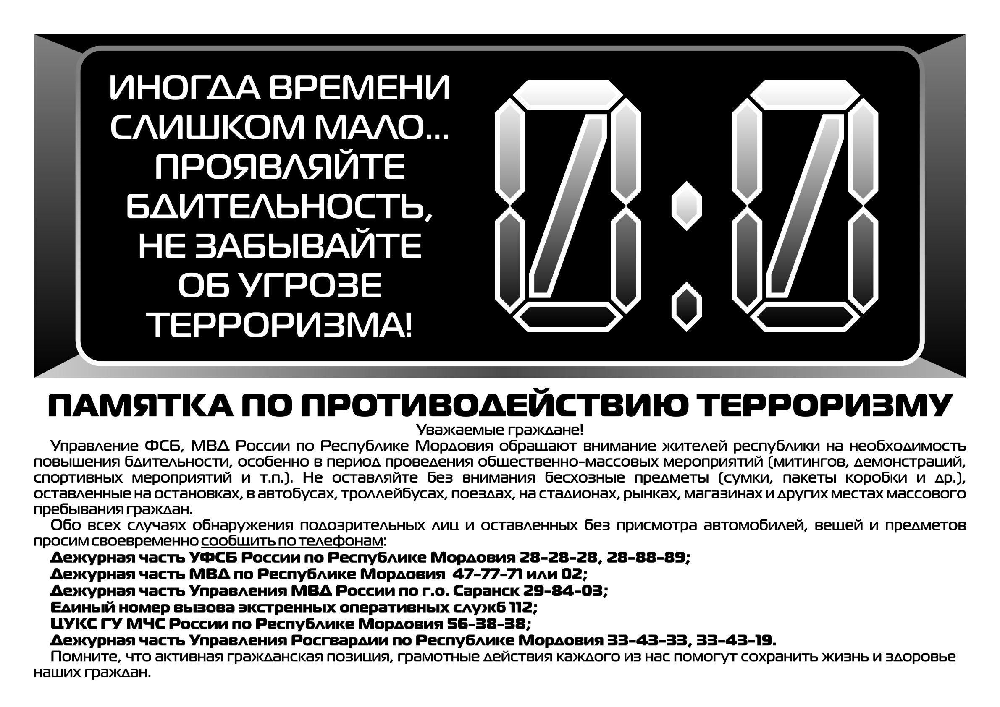 ИНОГДА ВРЕМЕНИ
СЛИШКОМ МАЛО...
ПРОЯВЛЯЙТЕ
БДИТЕЛЬНОСТЬ,
НЕ ЗАБЫВАЙТЕ
ОБ УГРОЗЕ
ТЕРРОРИЗМА!
0:0
ПАМЯТКА ПО ПРОТИВОДЕЙСТВИЮ ТЕРРОРИЗМУ
Уважаемые граждане!
Управление ФСБ, МВД России по Республике Мордовия обращают внимание жителей республики на необходимость
повышения бдительности, особенно в период проведения общественно-массовых мероприятий (митингов, демонстраций,
спортивных мероприятий и т.п.). Не оставляйте без внимания бесхозные предметы (сумки, пакеты коробки и др.),
оставленные на остановках, в автобусах, троллейбусах, поездах, на стадионах, рынках, магазинах и других местах массового
пребывания граждан.
Обо всех случаях обнаружения подозрительных лиц и оставленных без присмотра автомобилей, вещей и предметов
просим своевременно сообщить по телефонам:
Дежурная часть УФСБ России по Республике Мордовия 28-28-28, 28-88-89;
Дежурная часть МВД по Республике Мордовия 47-77-71 или 02;
Дежурная часть Управления МВД России по г.о. Саранск 29-84-03;
Единый номер вызова экстренных оперативных служб 112;
ЦУКС ГУ МЧС России по Республике Мордовия 56-38-38;
Дежурная часть Управления Росгвардии по Республике Мордовия 33-43-33, 33-43-19.
Помните, что активная гражданская позиция, грамотные действия каждого из нас помогут сохранить жизнь и здоровье
наших граждан.